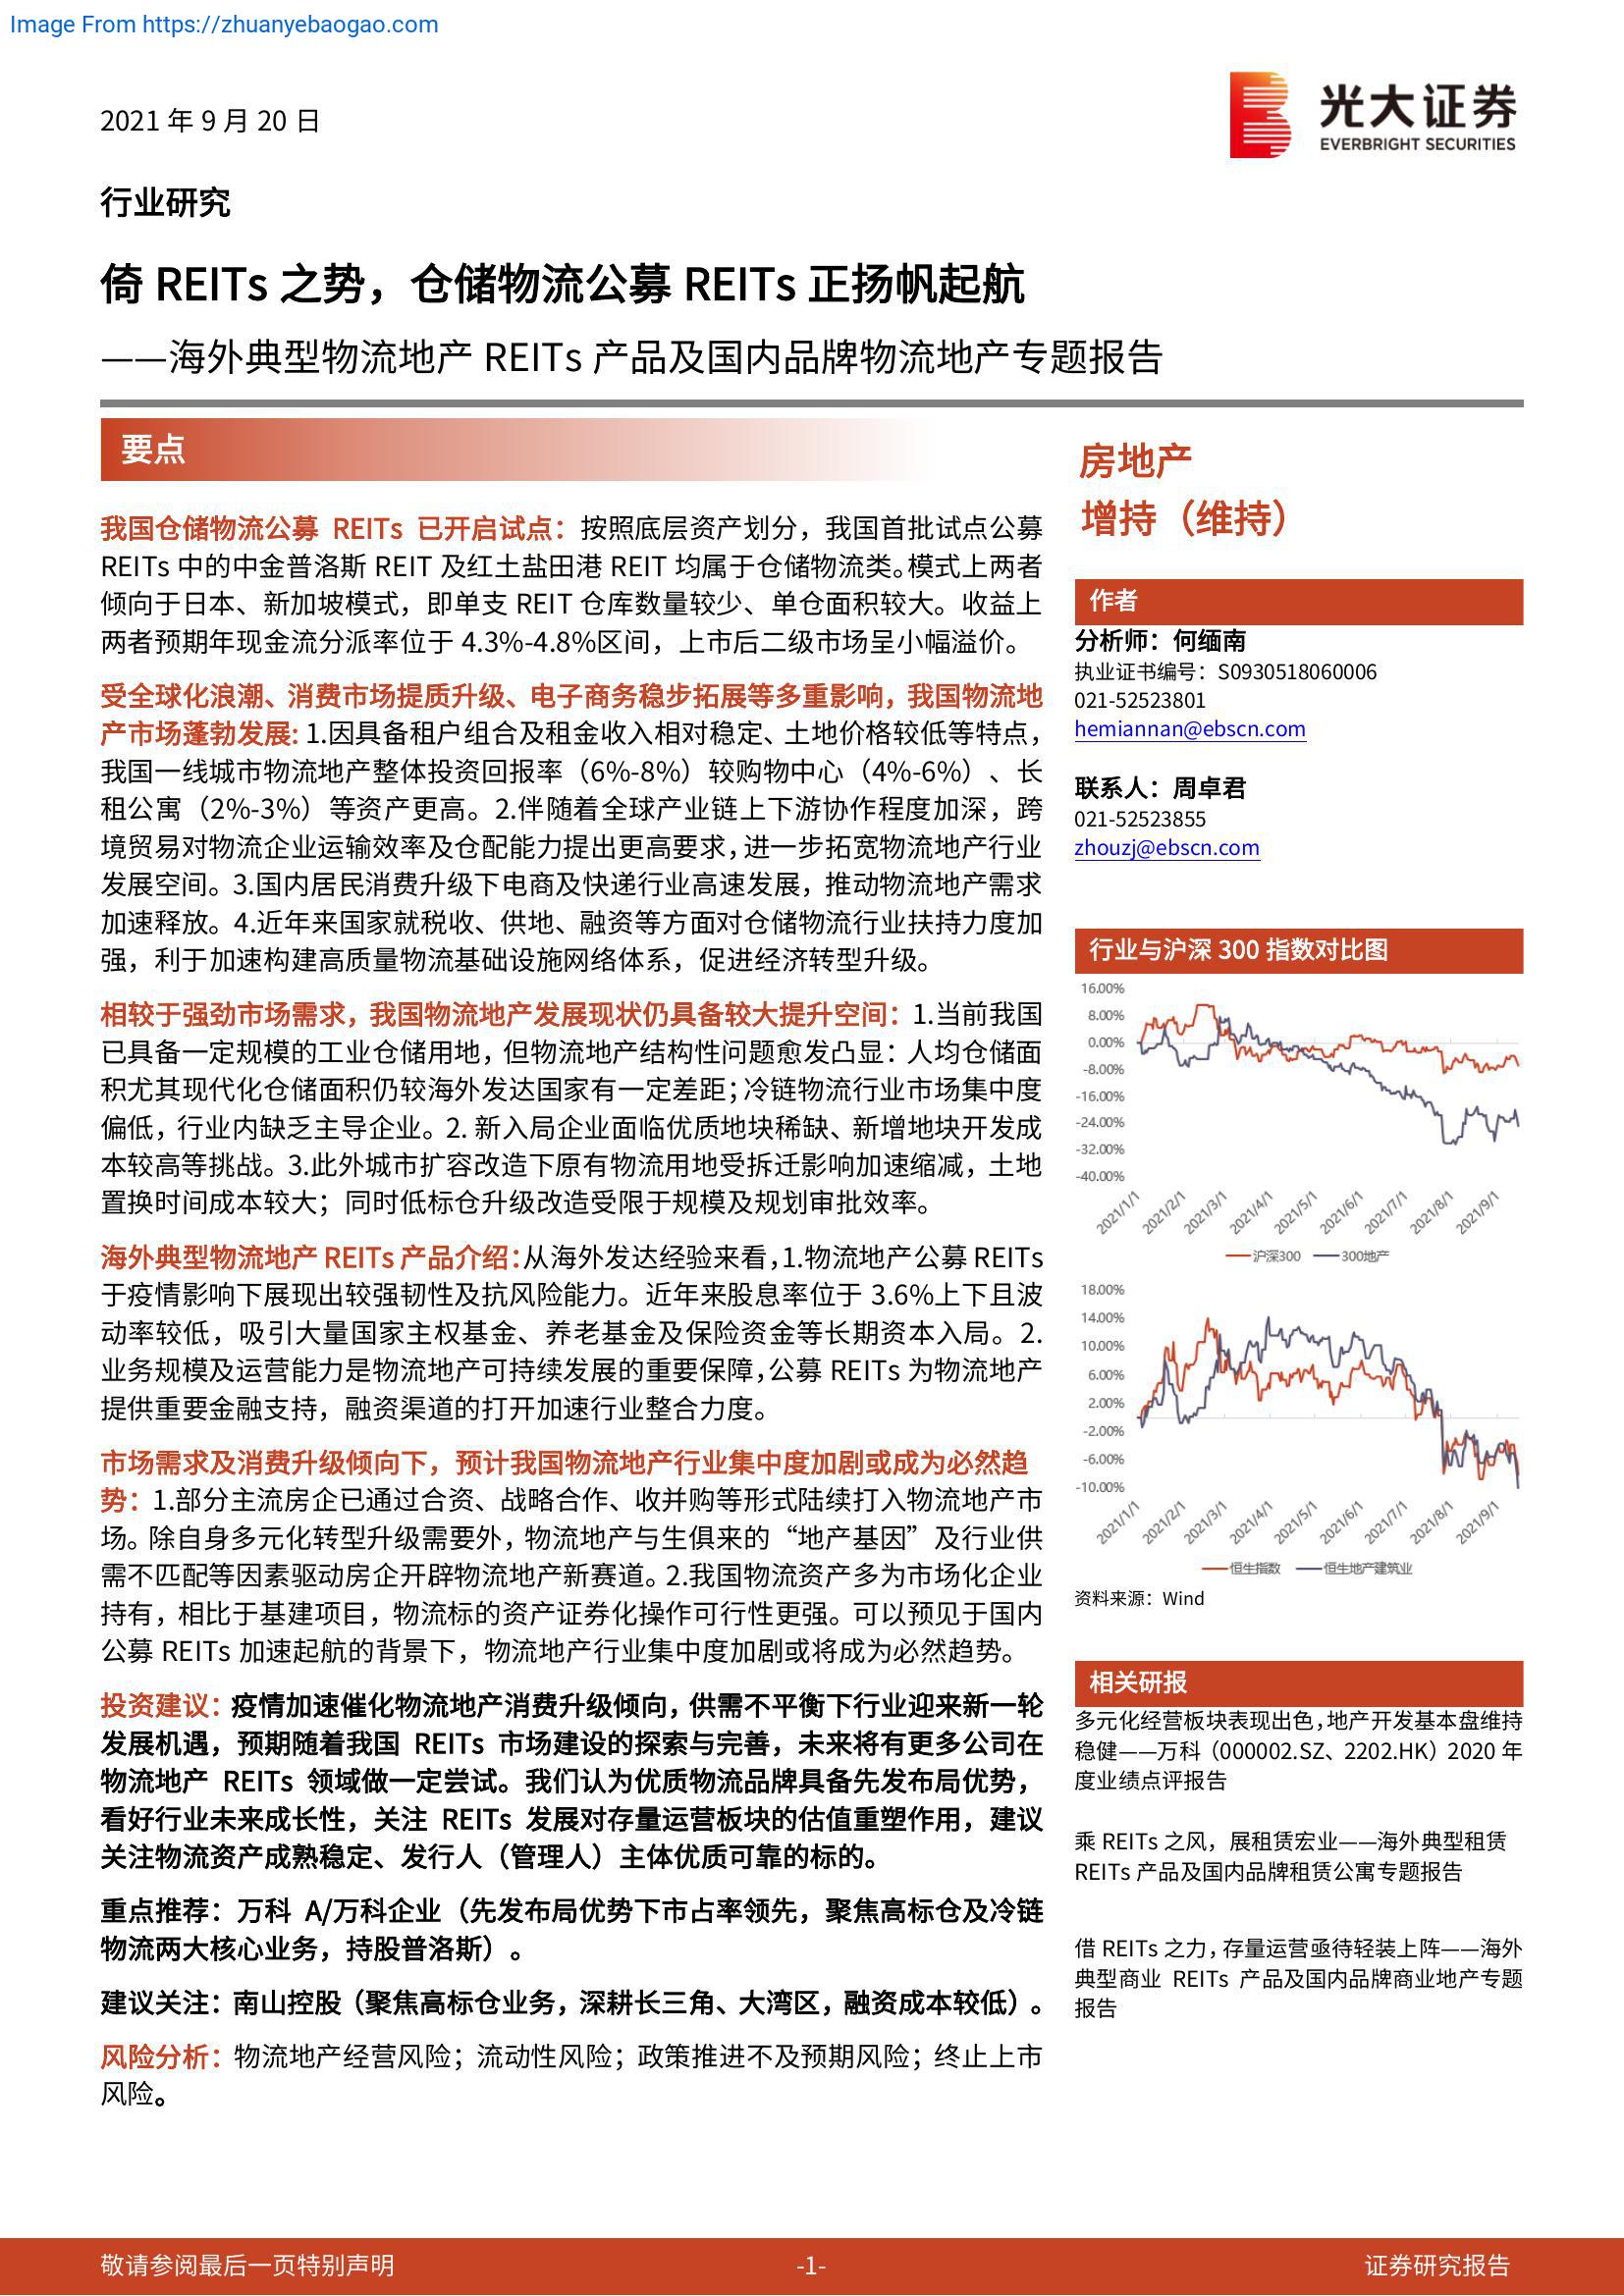 Image From https://zhuanyebaogao.com
2021 年 9 月 20 日
光大证券
EVERBRIGHT SECURITIES
行业研究
倚 REITs 之势，仓储物流公募 REITs 正扬帆起航
——海外典型物流地产 REITs 产品及国内品牌物流地产专题报告
要点
我国仓储物流公募 REITs 已开启试点：按照底层资产划分，我国首批试点公募
REITs 中的中金普洛斯 REIT 及红土盐田港 REIT 均属于仓储物流类。模式上两者
倾向于日本、新加坡模式，即单支 REIT 仓库数量较少、单仓面积较大。收益上
两者预期年现金流分派率位于 4.3%-4.8%区间，上市后二级市场呈小幅溢价。
受全球化浪潮、消费市场提质升级、电子商务稳步拓展等多重影响，我国物流地
产市场蓬勃发展: 1.因具备租户组合及租金收入相对稳定、土地价格较低等特点，
我国一线城市物流地产整体投资回报率（6%-8%）较购物中心（4%-6%）、长
租公寓（2%-3%）等资产更高。2.伴随着全球产业链上下游协作程度加深，跨
境贸易对物流企业运输效率及仓配能力提出更高要求，进一步拓宽物流地产行业
发展空间。3.国内居民消费升级下电商及快递行业高速发展，推动物流地产需求
加速释放。4.近年来国家就税收、供地、融资等方面对仓储物流行业扶持力度加
强，利于加速构建高质量物流基础设施网络体系，促进经济转型升级。
相较于强劲市场需求，我国物流地产发展现状仍具备较大提升空间：1.当前我国
已具备一定规模的工业仓储用地，但物流地产结构性问题愈发凸显：人均仓储面
积尤其现代化仓储面积仍较海外发达国家有一定差距；冷链物流行业市场集中度
偏低，行业内缺乏主导企业。2. 新入局企业面临优质地块稀缺、新增地块开发成
本较高等挑战。3.此外城市扩容改造下原有物流用地受拆迁影响加速缩减，土地
置换时间成本较大；同时低标仓升级改造受限于规模及规划审批效率。
海外典型物流地产 REITs 产品介绍：从海外发达经验来看，1.物流地产公募 REITs
于疫情影响下展现出较强韧性及抗风险能力。近年来股息率位于 3.6%上下且波
动率较低，吸引大量国家主权基金、养老基金及保险资金等长期资本入局。2.
业务规模及运营能力是物流地产可持续发展的重要保障，公募 REITs 为物流地产
提供重要金融支持，融资渠道的打开加速行业整合力度。
市场需求及消费升级倾向下，预计我国物流地产行业集中度加剧或成为必然趋
势：1.部分主流房企已通过合资、战略合作、收并购等形式陆续打入物流地产市
场。除自身多元化转型升级需要外，物流地产与生俱来的“地产基因”及行业供
需不匹配等因素驱动房企开辟物流地产新赛道。2.我国物流资产多为市场化企业
持有，相比于基建项目，物流标的资产证券化操作可行性更强。可以预见于国内
公募 REITs 加速起航的背景下，物流地产行业集中度加剧或将成为必然趋势。
投资建议：疫情加速催化物流地产消费升级倾向，供需不平衡下行业迎来新一轮
发展机遇，预期随着我国 REITs 市场建设的探索与完善，未来将有更多公司在
物流地产 REITs 领域做一定尝试。我们认为优质物流品牌具备先发布局优势，
看好行业未来成长性，关注 REITs 发展对存量运营板块的估值重塑作用，建议
关注物流资产成熟稳定、发行人（管理人）主体优质可靠的标的。
重点推荐：万科 A/万科企业（先发布局优势下市占率领先，聚焦高标仓及冷链
物流两大核心业务，持股普洛斯）。
建议关注：南山控股（聚焦高标仓业务，深耕长三角、大湾区，融资成本较低）。
风险分析：物流地产经营风险；流动性风险；政策推进不及预期风险；终止上市
风险。
房地产
增持（维持）
作者
分析师：何缅南
执业证书编号：S0930518060006
021-52523801
hemiannan@ebscn.com
联系人：周卓君
021-52523855
zhouzj@ebscn.com
行业与沪深 300 指数对比图
16.00%
8.00%
0.00%
-8.00%
-16.00%
-24.00%
-32.00%
-40.00%
2021/1/1
2021/2/1
2021/3/1
2021/4/1
2021/5/1
2021/6/1
2021/7/1
2021/8/1
2021/9/1
沪深300 300地产
18.00%
14.00%
10.00%
6.00%
2.00%
-2.00%
-6.00%
-10.00%
2021/1/1
2021/2/1
2021/3/1
2021/4/1
2021/5/1
2021/6/1
2021/7/1
2021/8/1
2021/9/1
恒生指数 恒生地产建筑业
资料来源：Wind
相关研报
多元化经营板块表现出色，地产开发基本盘维持
稳健——万科（000002.SZ、2202.HK）2020 年
度业绩点评报告
乘 REITs 之风，展租赁宏业——海外典型租赁
REITs 产品及国内品牌租赁公寓专题报告
借 REITs 之力，存量运营亟待轻装上阵——海外
典型商业 REITs 产品及国内品牌商业地产专题
报告
敬请参阅最后一页特别声明
-1-
证券研究报告